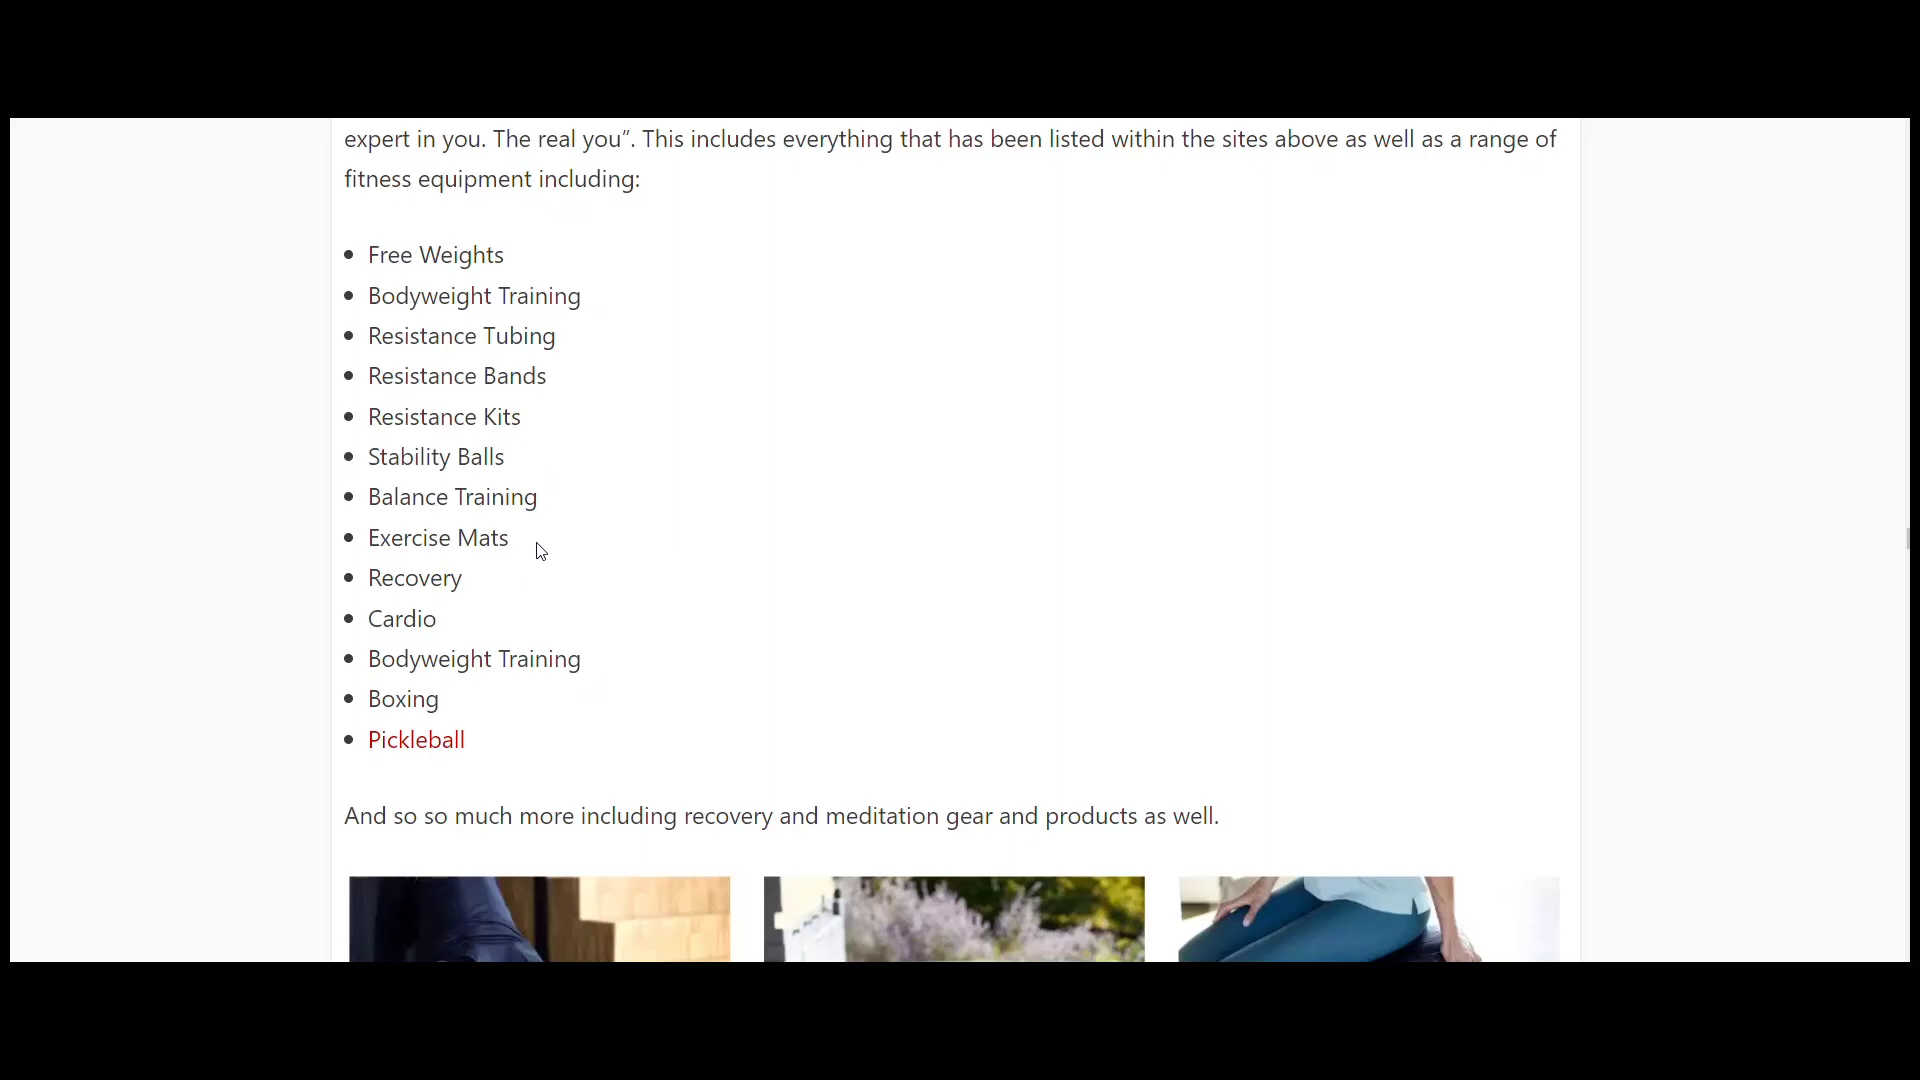 expert in you. The real you”. This includes everything that has been listed within the sites above as well as a range of
fitness equipment including:
Free Weights
Bodyweight Training
Resistance Tubing
Resistance Bands
Resistance Kits
Stability Balls
Balance Training
Exercise Mats
Recovery
Cardio
Bodyweight Training
Boxing
Pickleball
And so so much more including recovery and meditation gear and products as well.